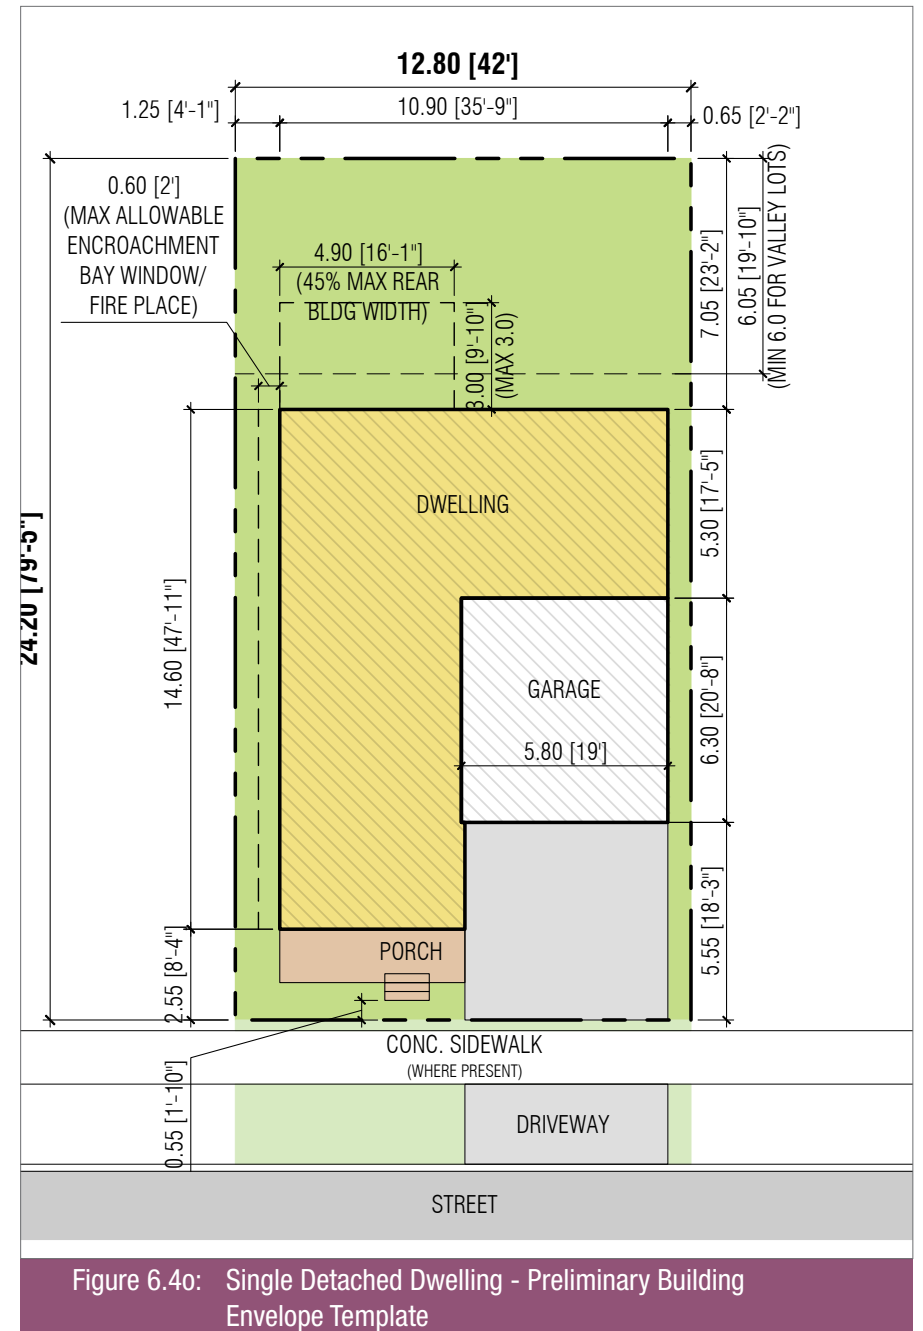 12.80 [42']
1.25 [4'-1"]
10.90 [35'-9"]
0.65 [2'-2"]
0.60 [2']
(MAX ALLOWABLE
ENCROACHMENT
BAY WINDOW/
FIRE PLACE)
4.90 [16'-1"]
(45% MAX REAR
BLDG WIDTH)
3.00 [9'-10"]
(MAX 3.0)
7.05 [23'-2"]
6.05 [19'-10"]
(MIN 6.0 FOR VALLEY LOTS)
DWELLING
5.30 [17'-5"]
24.20 [79'-5"]
14.60 [47'-11"]
GARAGE
5.80 [19']
6.30 [20'-8"]
5.55 [18'-3"]
PORCH
2.55 [8'-4"]
CONC. SIDEWALK
(WHERE PRESENT)
0.55 [1'-10"]
DRIVEWAY
STREET
Figure 6.4o: Single Detached Dwelling - Preliminary Building
Envelope Template